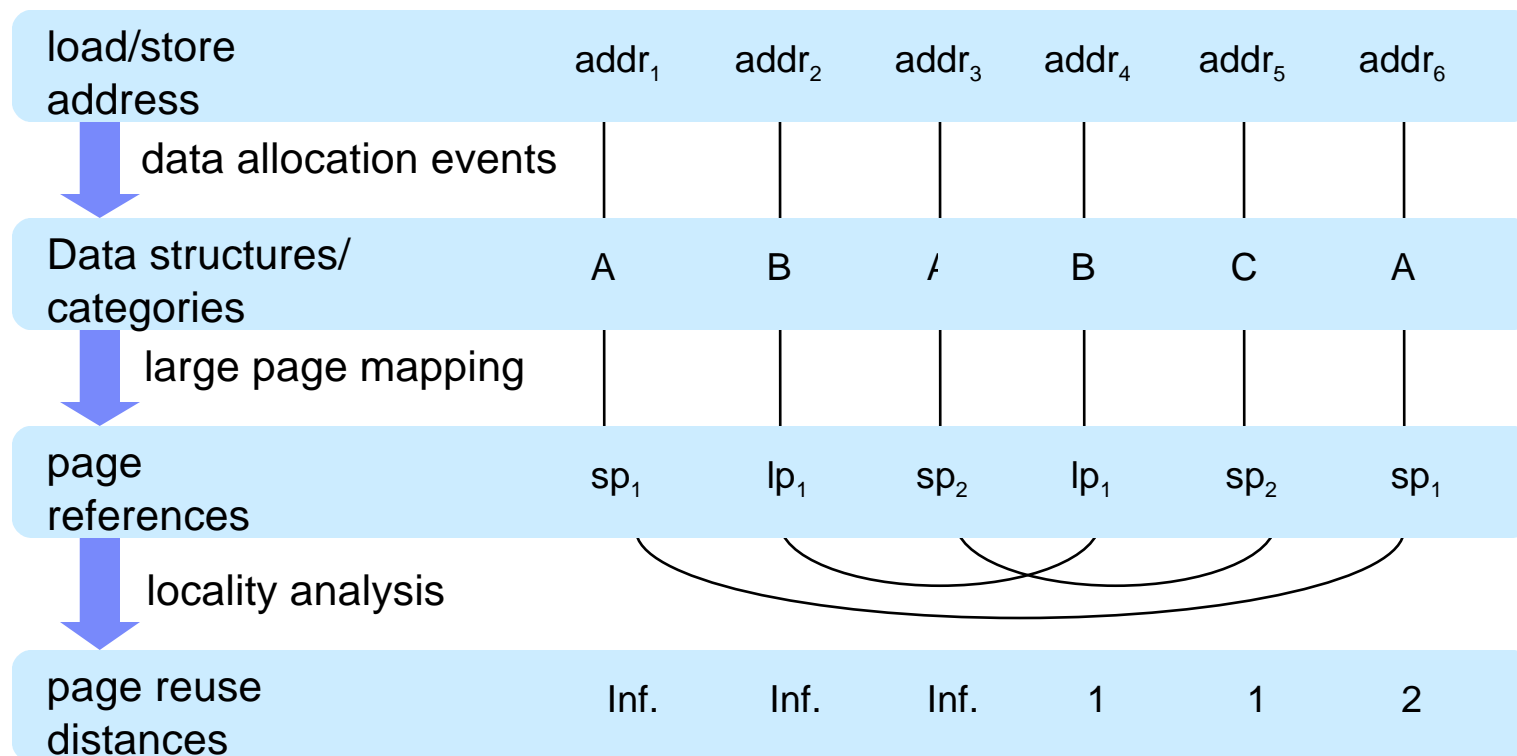 load/store
address
addr₁ addr₂ addr₃ addr₄ addr₅ addr₆
data allocation events
Data structures/
categories
A B B C A
large page mapping
page
references
sp₁ lp₁ sp₂ lp₁ sp₂ sp₁
locality analysis
page reuse
distances
Inf. Inf. Inf. 1 1 2